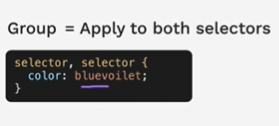 Group = Apply to both selectors
selector, selector {
  color: bluevoilet;
}